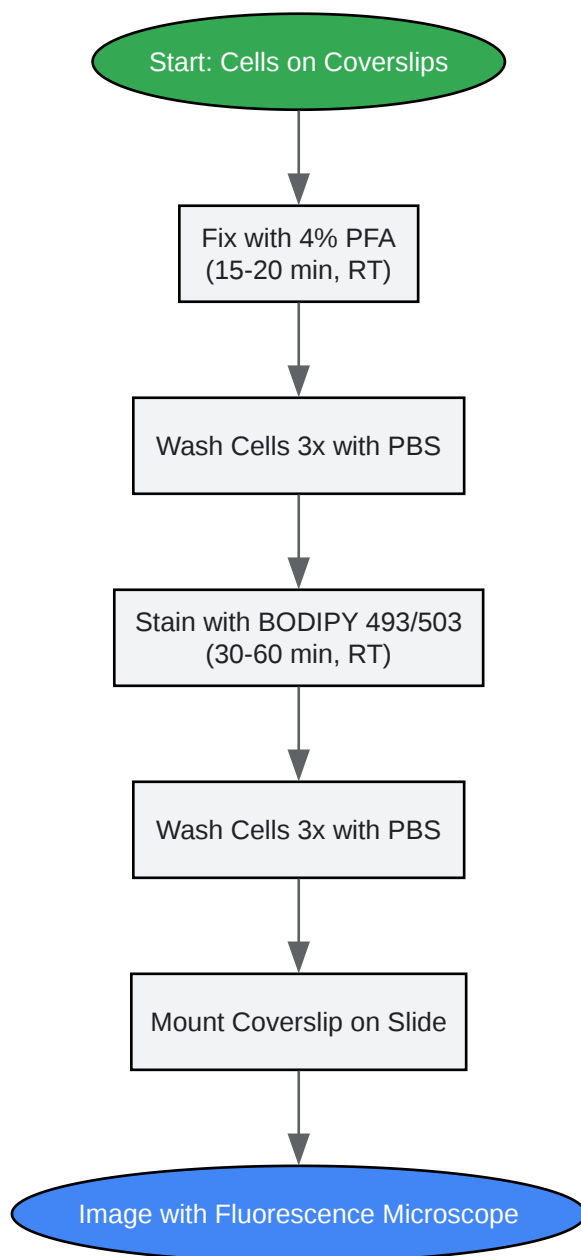 Start: Cells on Coverslips
Fix with 4% PFA
(15-20 min, RT)
Wash Cells 3x with PBS
Stain with BODIPY 493/503
(30-60 min, RT)
Wash Cells 3x with PBS
Mount Coverslip on Slide
Image with Fluorescence Microscope